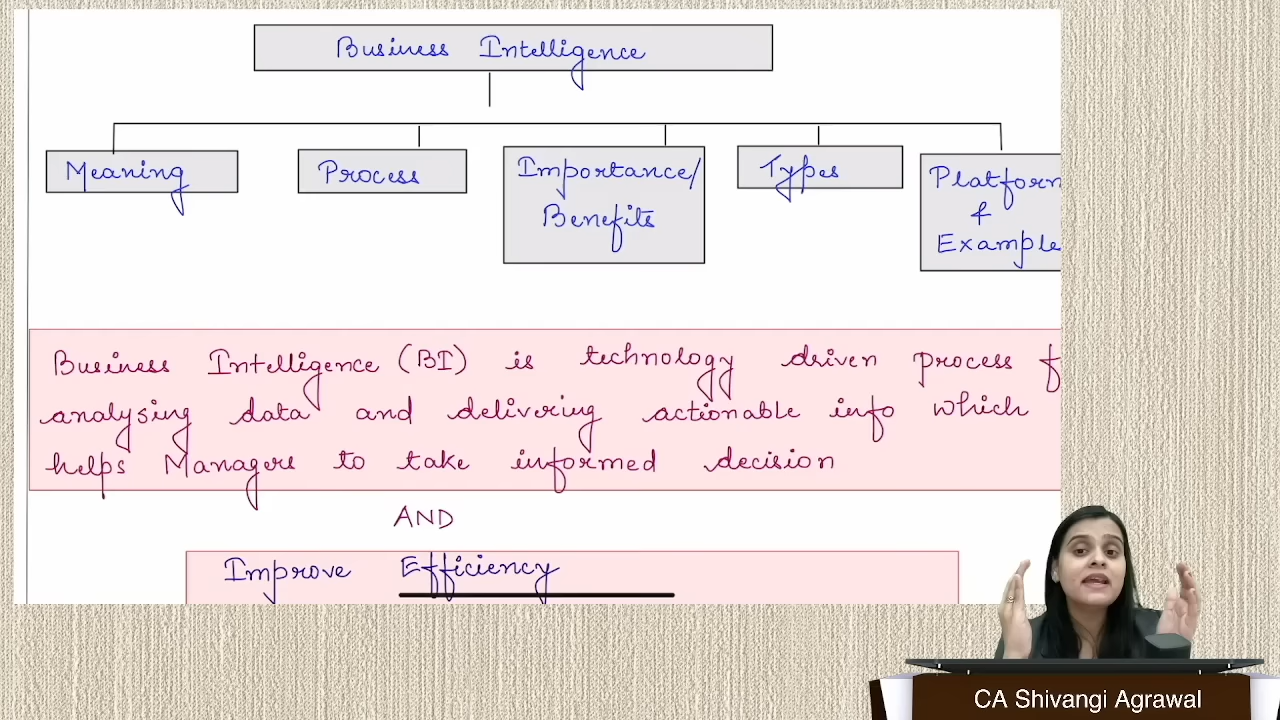 Business Intelligence
Meaning
Process
Importance/
Benefits
Types
Platform
&
Example
Business Intelligence (BI) is technology driven process f
analysing data and delivering actionable info which
helps Managers to take informed decision
AND
Improve Efficiency
CA Shivangi Agrawal